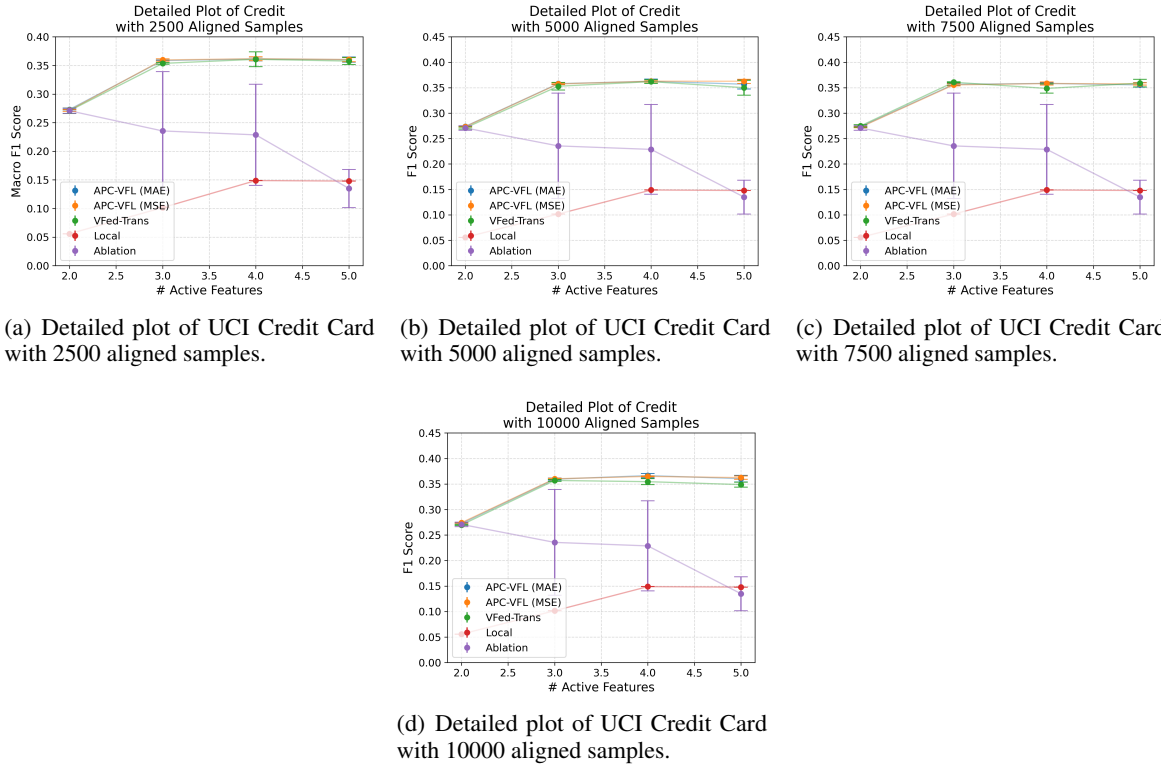 Detailed Plot of Credit
with 2500 Aligned Samples
0.40
0.35
0.30
0.25
0.20
0.15
0.10
0.05
0.00
Macro F1 Score
APC-VFL (MAE)
APC-VFL (MSE)
VFed-Trans
Local
Ablation
2.0 2.5 3.0 3.5 4.0 4.5 5.0
# Active Features
(a) Detailed plot of UCI Credit Card
with 2500 aligned samples.
Detailed Plot of Credit
with 5000 Aligned Samples
0.45
0.40
0.35
0.30
0.25
0.20
0.15
0.10
0.05
0.00
F1 Score
APC-VFL (MAE)
APC-VFL (MSE)
VFed-Trans
Local
Ablation
2.0 2.5 3.0 3.5 4.0 4.5 5.0
# Active Features
(b) Detailed plot of UCI Credit Card
with 5000 aligned samples.
Detailed Plot of Credit
with 7500 Aligned Samples
0.45
0.40
0.35
0.30
0.25
0.20
0.15
0.10
0.05
0.00
F1 Score
APC-VFL (MAE)
APC-VFL (MSE)
VFed-Trans
Local
Ablation
2.0 2.5 3.0 3.5 4.0 4.5 5.0
# Active Features
(c) Detailed plot of UCI Credit Card
with 7500 aligned samples.
Detailed Plot of Credit
with 10000 Aligned Samples
0.45
0.40
0.35
0.30
0.25
0.20
0.15
0.10
0.05
0.00
F1 Score
APC-VFL (MAE)
APC-VFL (MSE)
VFed-Trans
Local
Ablation
2.0 2.5 3.0 3.5 4.0 4.5 5.0
# Active Features
(d) Detailed plot of UCI Credit Card
with 10000 aligned samples.